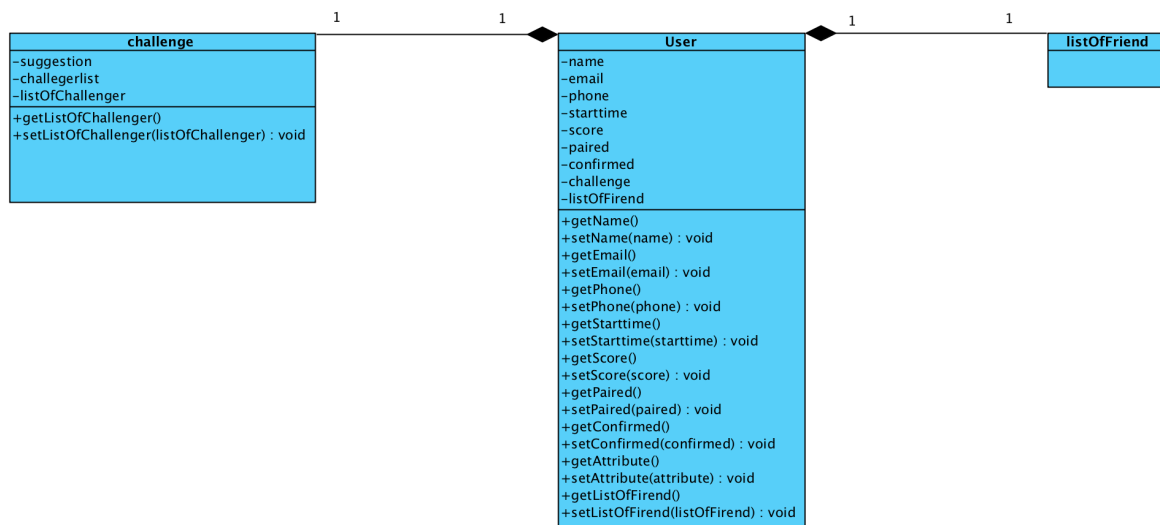 1
1
1
1
challenge
-suggestion
-challegerlist
-listOfChallenger
+getListOfChallenger()
+setListOfChallenger(listOfChallenger) : void
User
-name
-email
-phone
-starttime
-score
-paired
-confirmed
-challenge
-listOfFirend
+getName()
+setName(name) : void
+getEmail()
+setEmail(email) : void
+getPhone()
+setPhone(phone) : void
+getStarttime()
+setStarttime(starttime) : void
+getScore()
+setScore(score) : void
+getPaired()
+setPaired(paired) : void
+getConfirmed()
+setConfirmed(confirmed) : void
+getAttribute()
+setAttribute(attribute) : void
+getListOfFirend()
+setListOfFirend(listOfFirend) : void
listOfFriend